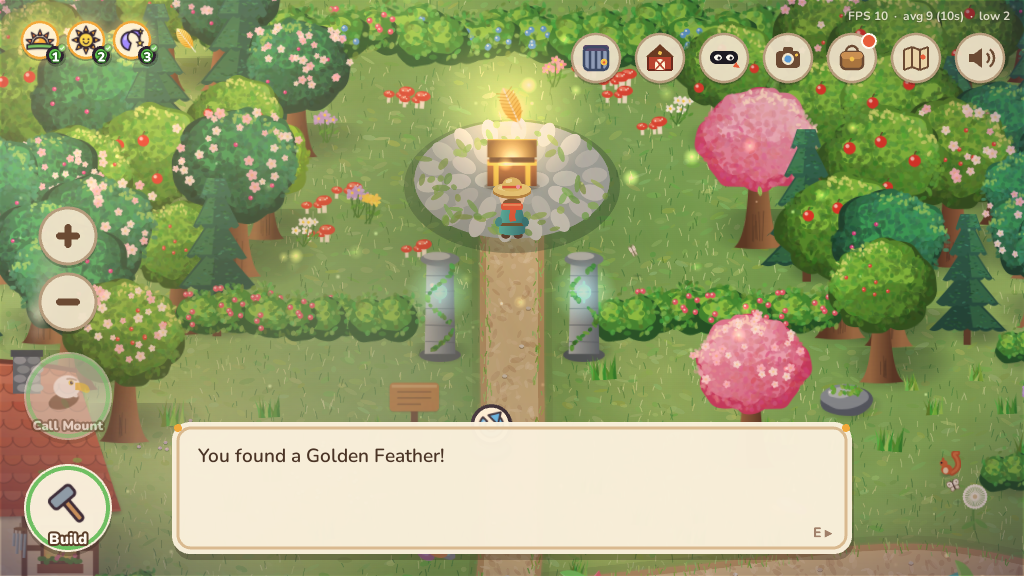 FPS 10 · avg 9 (10s) · low 2
1
2
3
Call Mount
Build
You found a Golden Feather!
E